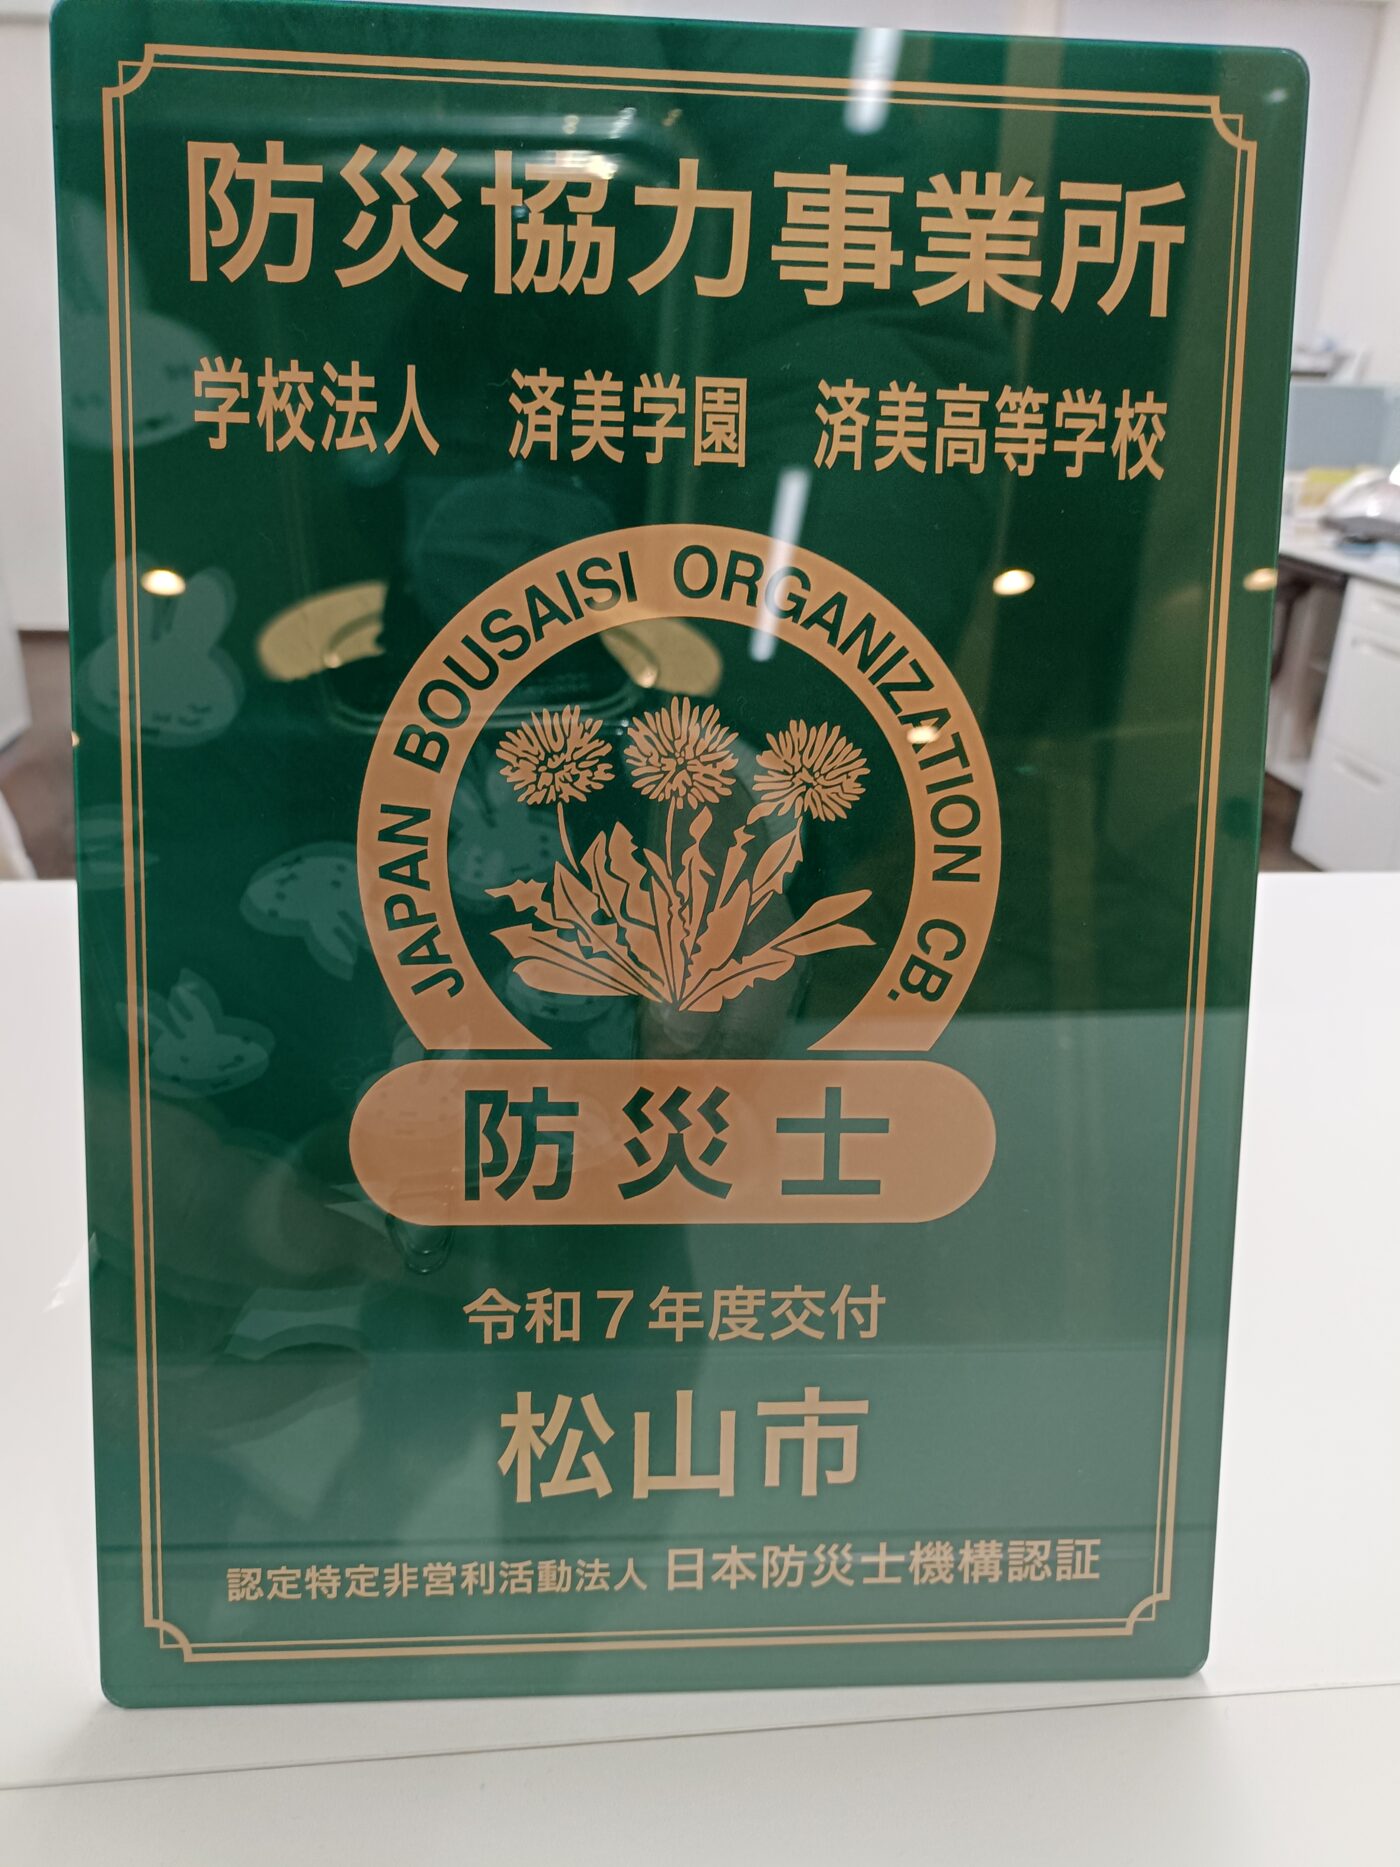 防災協力事業所
学校法人 済美学園 済美高等学校
JAPAN BOUSAISI ORGANIZATION CB.
防災士
令和7年度交付
松山市
認定特定非営利活動法人 日本防災士機構認証